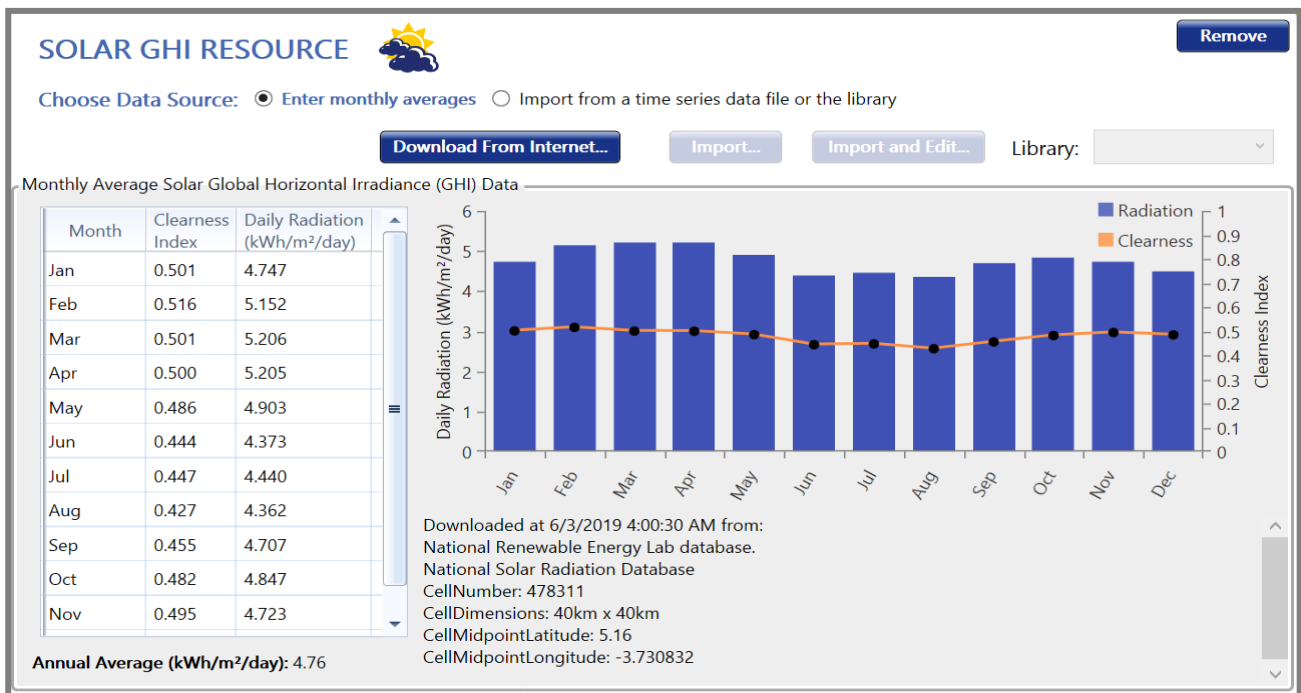 SOLAR GHI RESOURCE
Remove
Choose Data Source: Enter monthly averages Import from a time series data file or the library
Download From Internet... Import... Import and Edit... Library:
Monthly Average Solar Global Horizontal Irradiance (GHI) Data
Month Clearness Index Daily Radiation (kWh/m²/day)
Jan 0.501 4.747
Feb 0.516 5.152
Mar 0.501 5.206
Apr 0.500 5.205
May 0.486 4.903
Jun 0.444 4.373
Jul 0.447 4.440
Aug 0.427 4.362
Sep 0.455 4.707
Oct 0.482 4.847
Nov 0.495 4.723
Annual Average (kWh/m²/day): 4.76
Daily Radiation (kWh/m²/day)
6
5
4
3
2
1
0
Radiation
Clearness
1
0.9
0.8
0.7
0.6
0.5
0.4
0.3
0.2
0.1
0
Clearness Index
Jan Feb Mar Apr May Jun Jul Aug Sep Oct Nov Dec
Downloaded at 6/3/2019 4:00:30 AM from:
National Renewable Energy Lab database.
National Solar Radiation Database
CellNumber: 478311
CellDimensions: 40km x 40km
CellMidpointLatitude: 5.16
CellMidpointLongitude: -3.730832